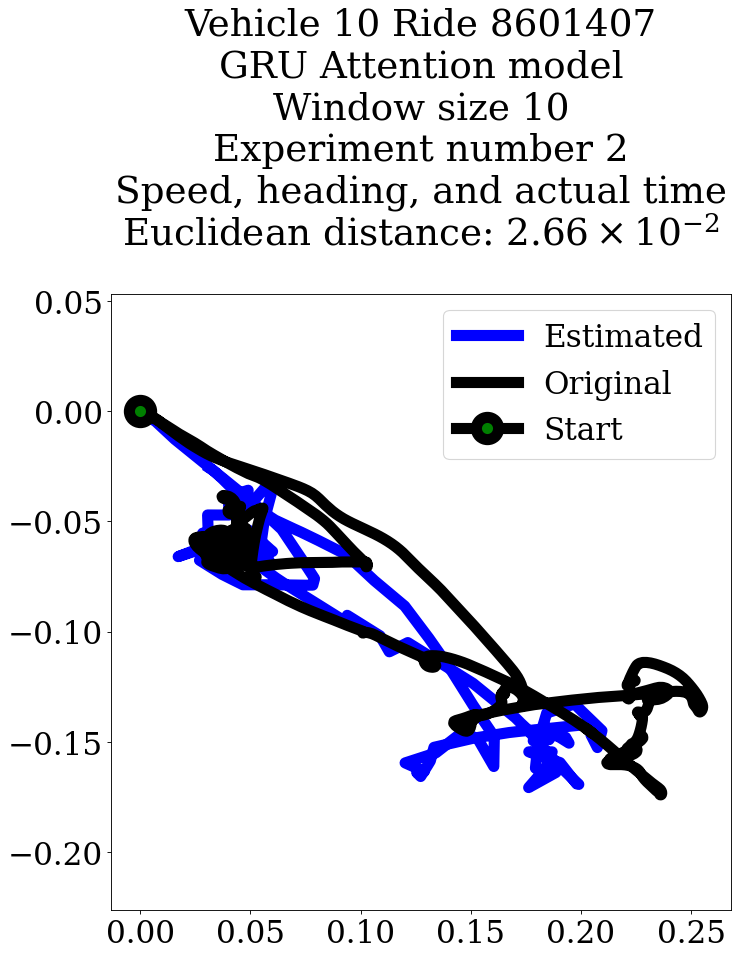 Vehicle 10 Ride 8601407
GRU Attention model
Window size 10
Experiment number 2
Speed, heading, and actual time
Euclidean distance: 2.66 × 10⁻²
0.05
0.00
−0.05
−0.10
−0.15
−0.20
Estimated
Original
Start
0.00 0.05 0.10 0.15 0.20 0.25